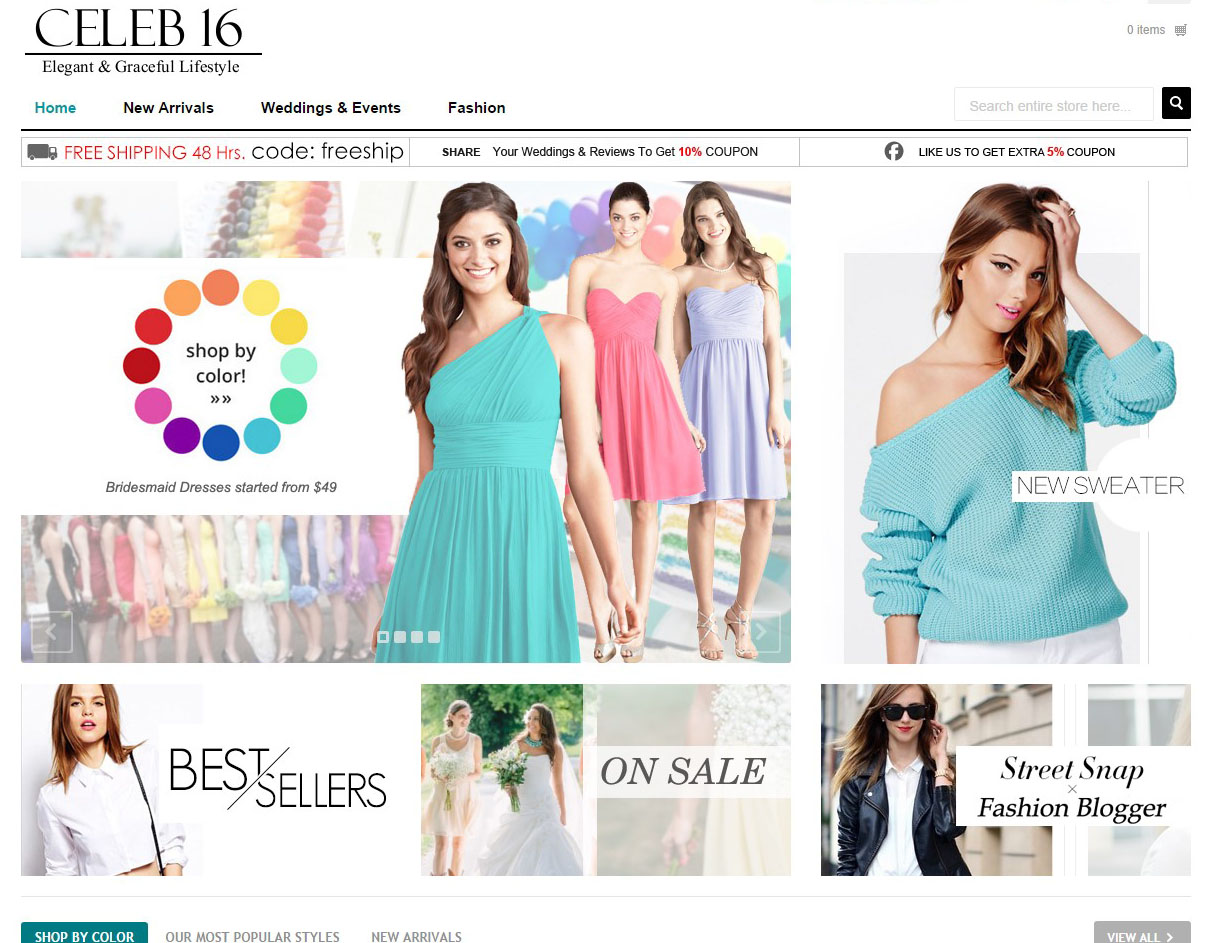 CELEB 16
Elegant & Graceful Lifestyle
0 items
Home New Arrivals Weddings & Events Fashion
Search entire store here...
FREE SHIPPING 48 Hrs. code: freeship
SHARE Your Weddings & Reviews To Get 10% COUPON
LIKE US TO GET EXTRA 5% COUPON
shop by
color!
»»
Bridesmaid Dresses started from $49
NEW SWEATER
BEST
SELLERS
ON SALE
Street Snap
×
Fashion Blogger
SHOP BY COLOR OUR MOST POPULAR STYLES NEW ARRIVALS
VIEW ALL